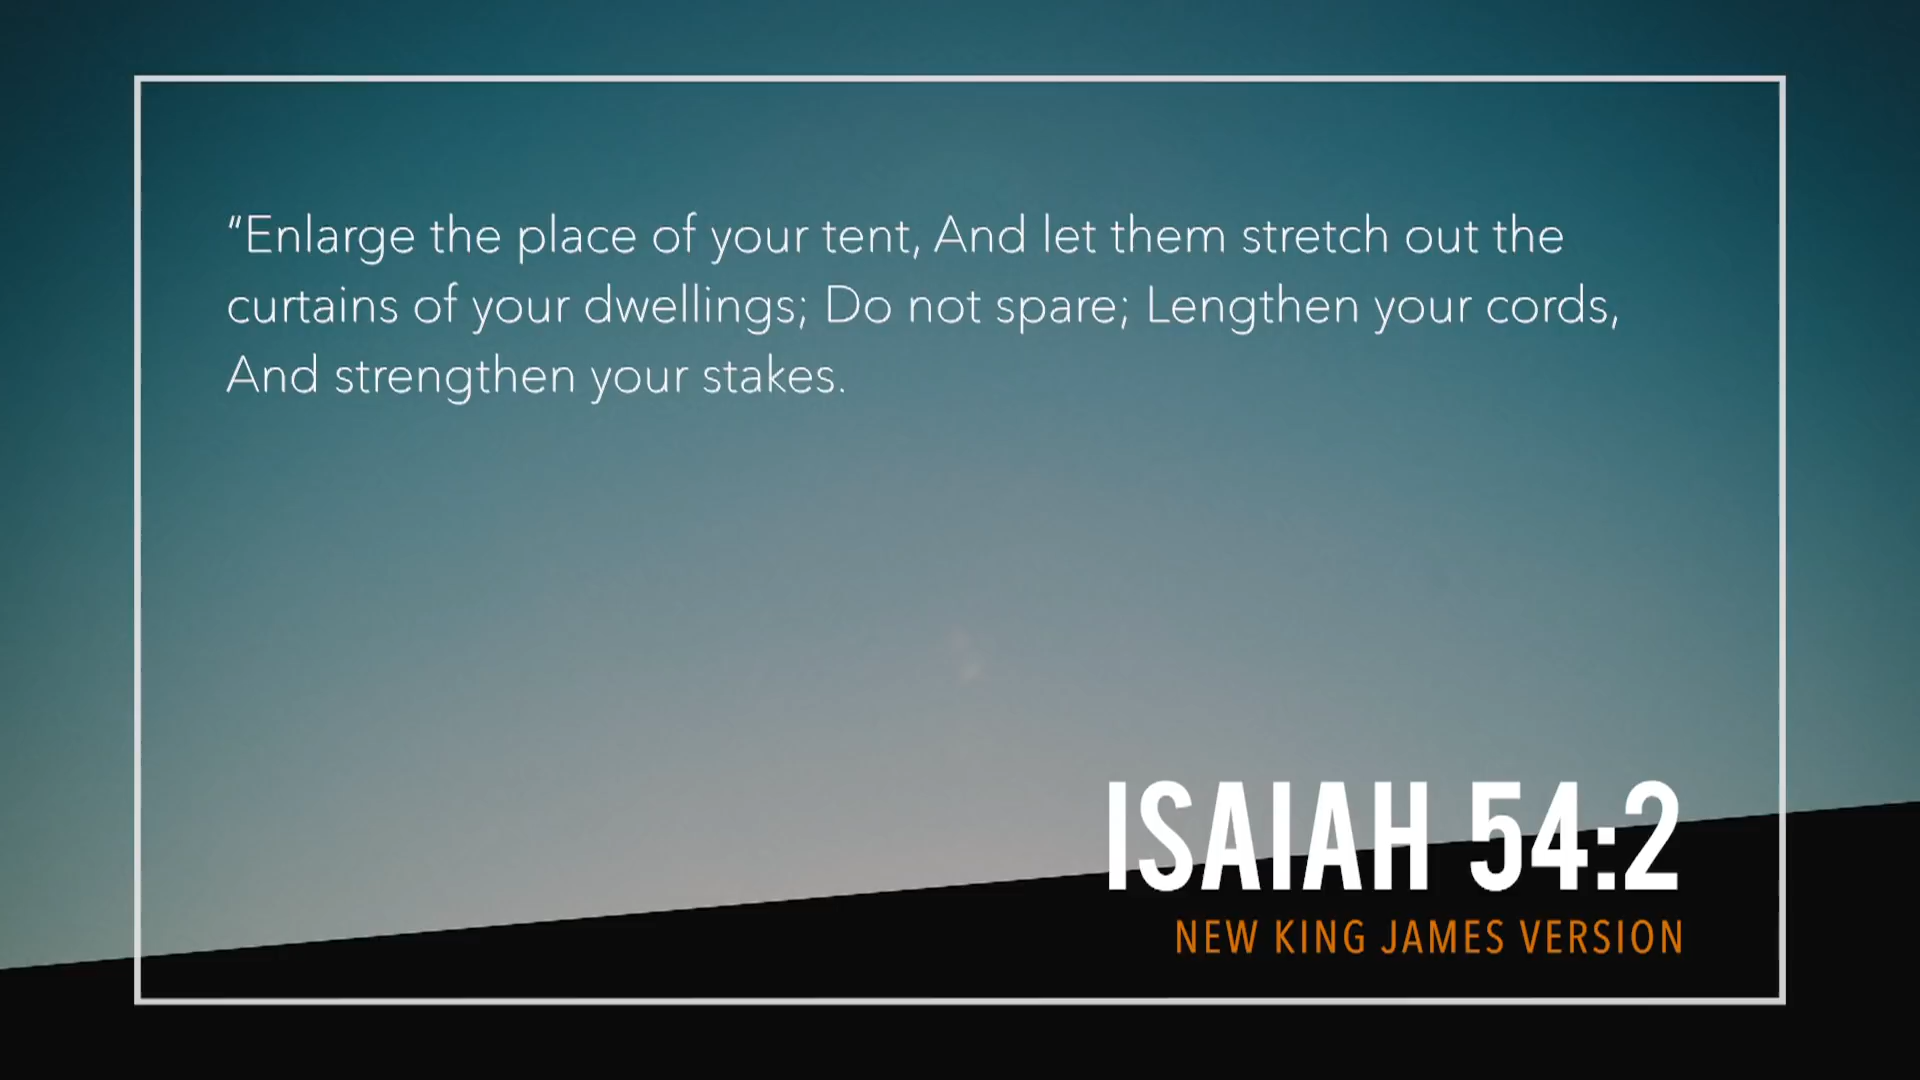 “Enlarge the place of your tent, And let them stretch out the
curtains of your dwellings; Do not spare; Lengthen your cords,
And strengthen your stakes.
ISAIAH 54:2
NEW KING JAMES VERSION